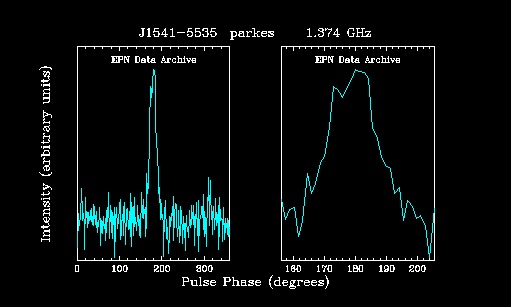 J1541−5535 parkes 1.374 GHz
EPN Data Archive
EPN Data Archive
Intensity (arbitrary units)
0 100 200 300
160 170 180 190 200
Pulse Phase (degrees)